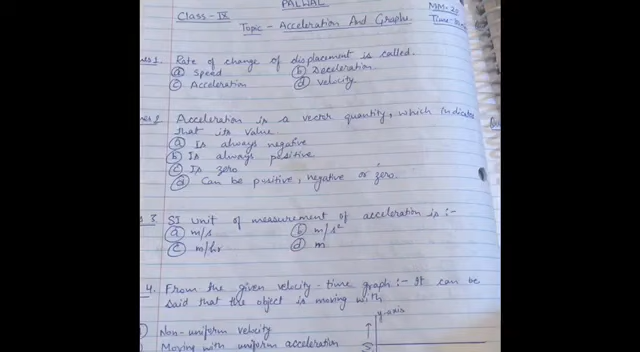 PALWAL
Class - IX
MM-20
Topic - Acceleration And Graphs
Time-
Ques 1. Rate of change of displacement is called.
(a) Speed (b) Deceleration
(c) Acceleration (d) Velocity
Acceleration is a vector quantity, which indicates
that its value
(a) Is always negative
(b) Is always positive
(c) Is zero
(d) Can be positive, negative or zero.
3. SI unit of measurement of acceleration is :-
(a) m/s (b) m/s²
(c) m/hr (d) m
4. From the given velocity - time graph :- It can be
said that the object is moving with
y-axis
Non-uniform velocity
Moving with uniform acceleration